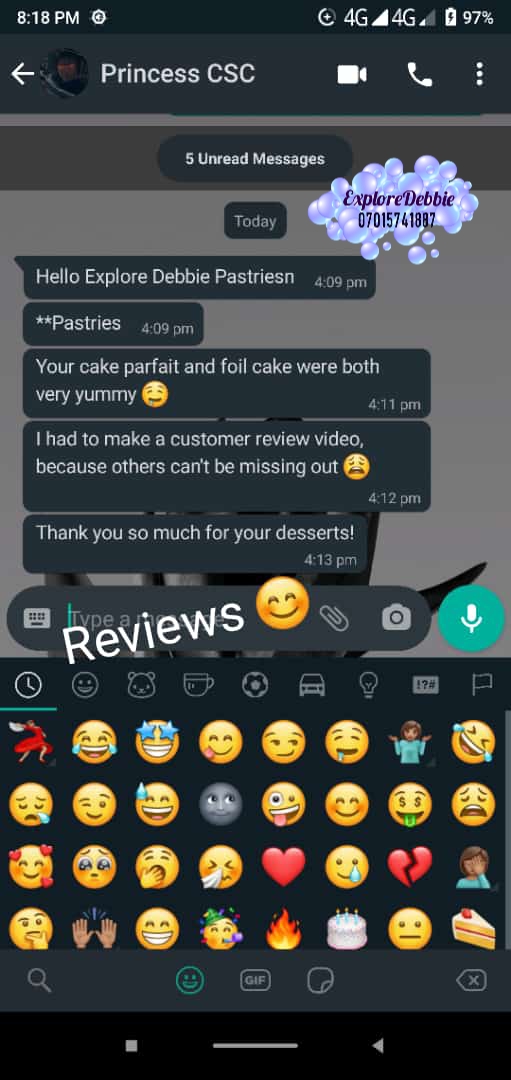 8:18 PM 4G 4G 97%
Princess CSC
5 Unread Messages
ExploreDebbie
07015741887
Today
Hello Explore Debbie Pastriesn 4:09 pm
**Pastries 4:09 pm
Your cake parfait and foil cake were both
very yummy 🤤
4:11 pm
I had to make a customer review video,
because others can't be missing out 😩
4:12 pm
Thank you so much for your desserts!
4:13 pm
Type a message
Reviews 😊
!?#
GIF